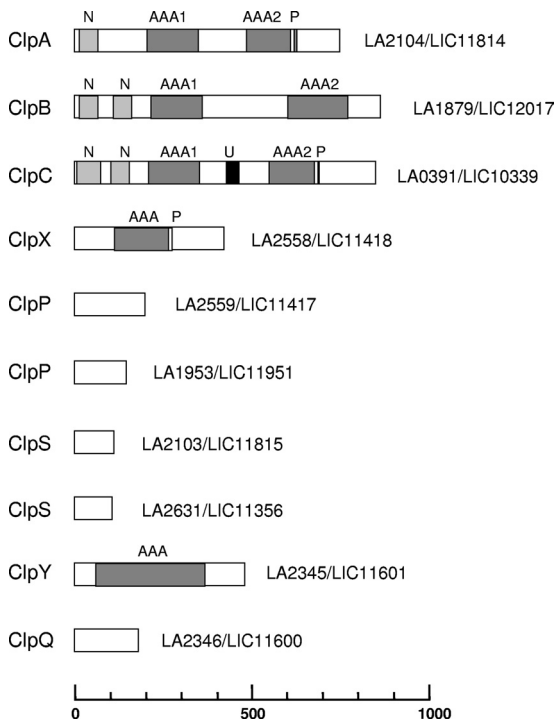 N AAA1 AAA2 P
ClpA LA2104/LIC11814
N N AAA1 AAA2
ClpB LA1879/LIC12017
N N AAA1 U AAA2 P
ClpC LA0391/LIC10339
AAA P
ClpX LA2558/LIC11418
ClpP LA2559/LIC11417
ClpP LA1953/LIC11951
ClpS LA2103/LIC11815
ClpS LA2631/LIC11356
AAA
ClpY LA2345/LIC11601
ClpQ LA2346/LIC11600
0 500 1000